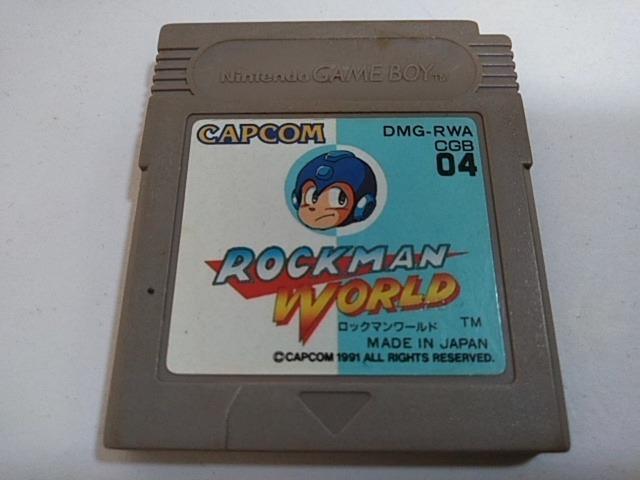 Nintendo GAME BOY TM
CAPCOM
DMG-RWA
CGB
04
ROCKMAN
WORLD
ロックマンワールド TM
MADE IN JAPAN
©CAPCOM 1991 ALL RIGHTS RESERVED.